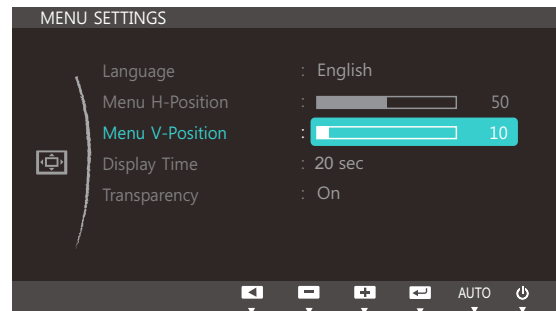 MENU SETTINGS
Language : English
Menu H-Position : 50
Menu V-Position : 10
Display Time : 20 sec
Transparency : On
AUTO